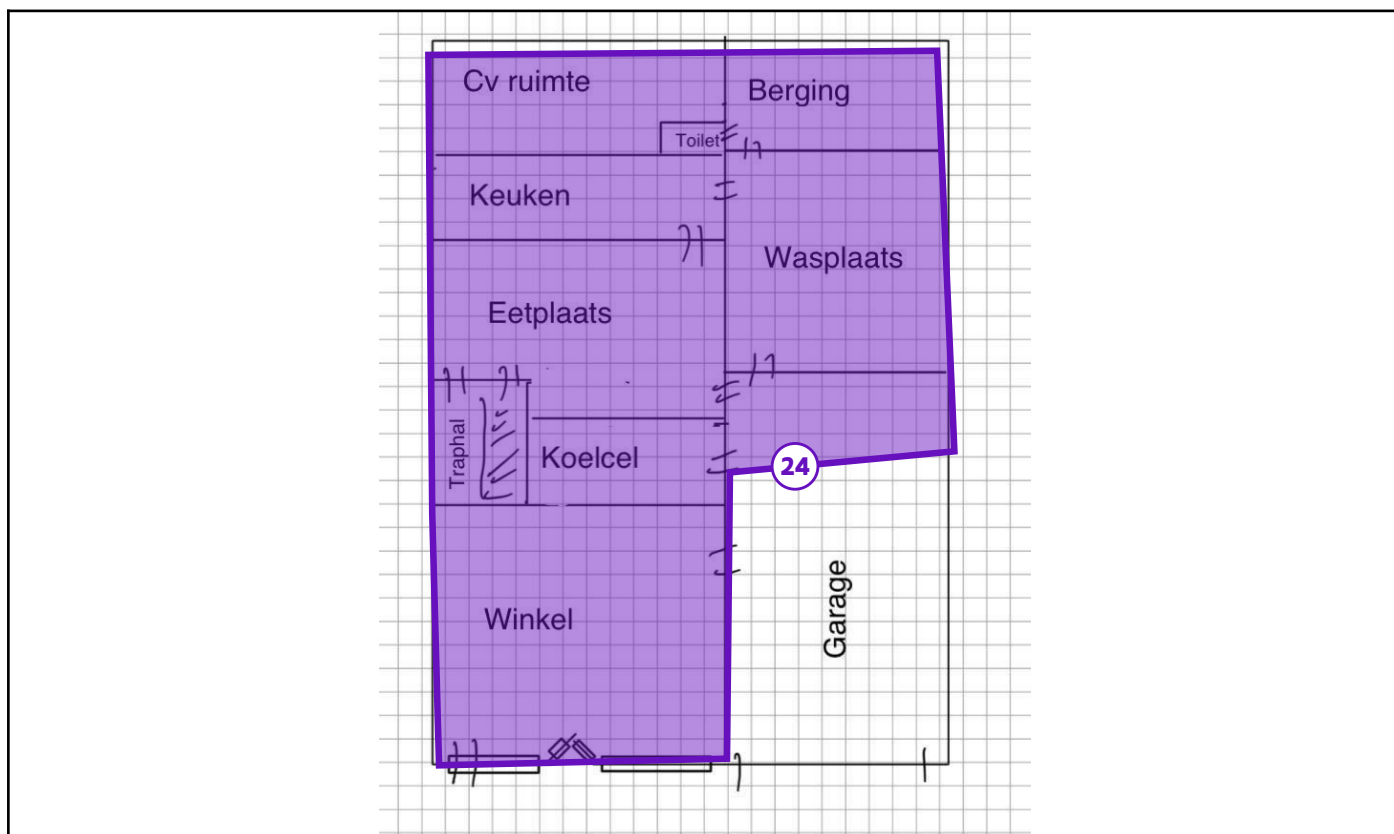 Cv ruimte
Berging
Toilet
Keuken
Wasplaats
Eetplaats
Traphal
Koelcel
24
Garage
Winkel